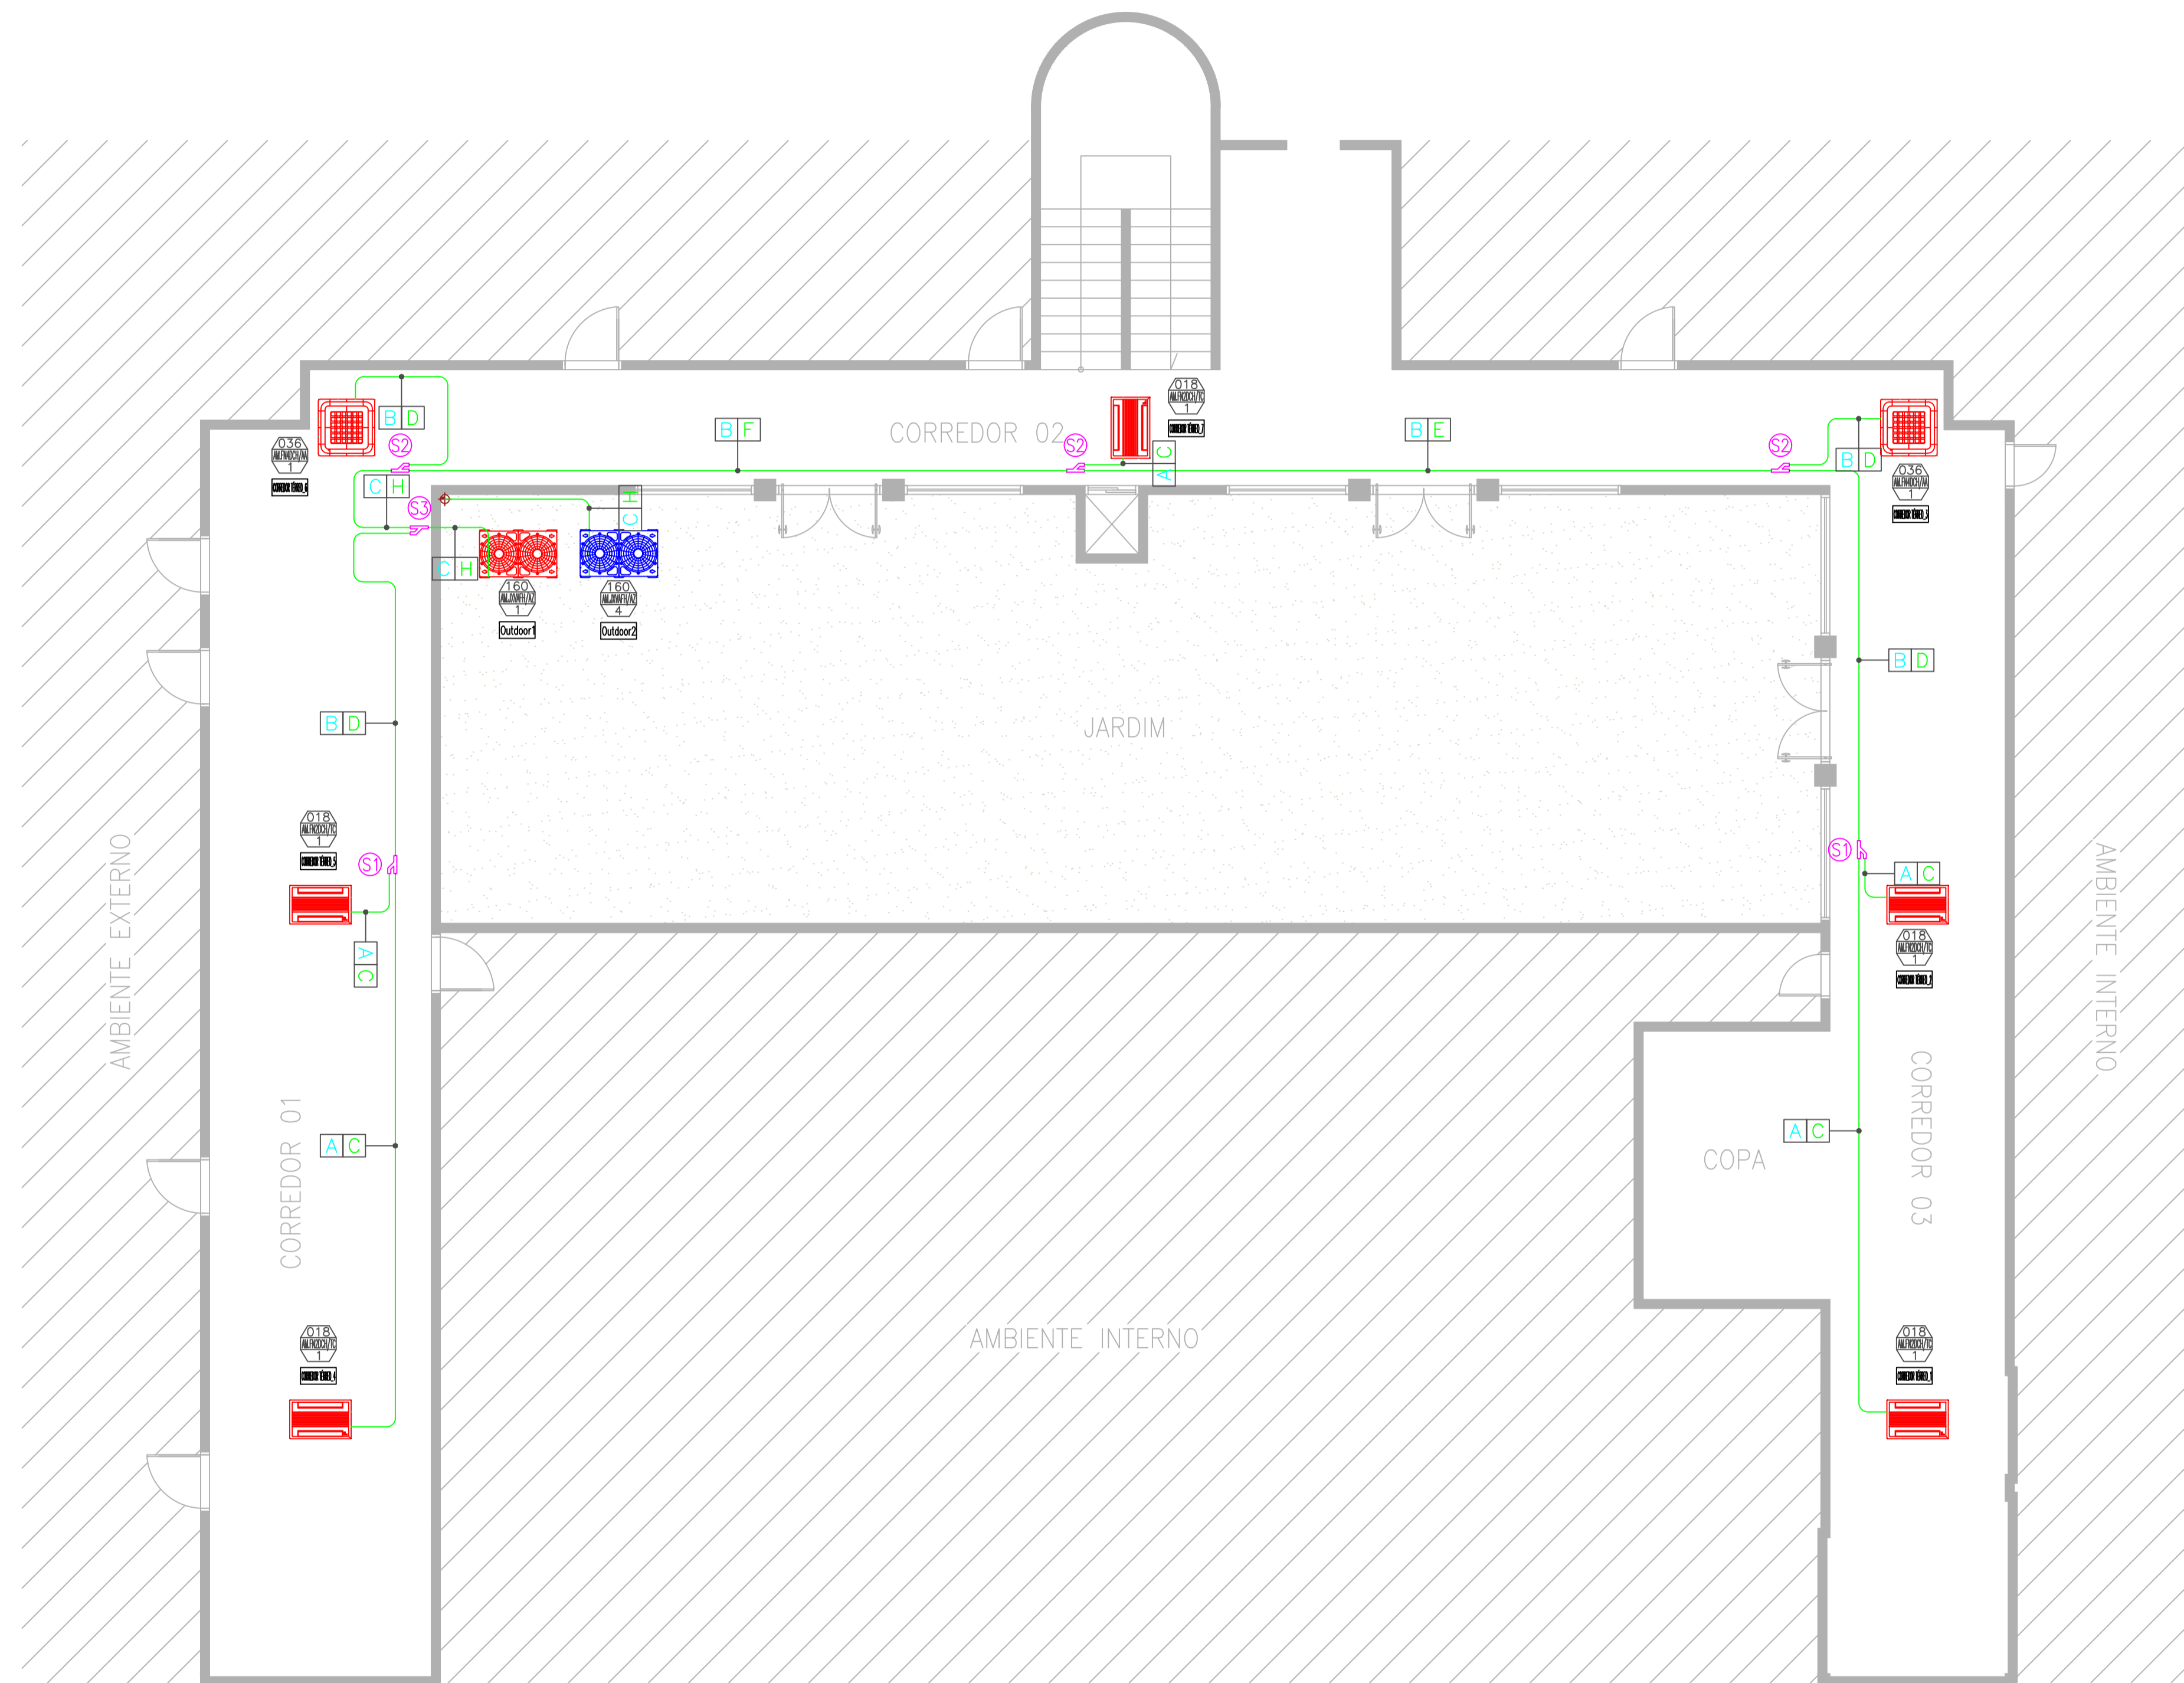 036
1
B D
S2
C H
S3
C H
B F
CORREDOR 02
S2
018
1
A C
B E
S2
036
1
B D
C H
160
1
Outdoor1
160
4
Outdoor2
B D
B D
JARDIM
018
1
S1
A C
S1
A C
018
1
AMBIENTE EXTERNO
AMBIENTE INTERNO
CORREDOR 01
A C
A C
COPA
CORREDOR 03
AMBIENTE INTERNO
018
1
018
1